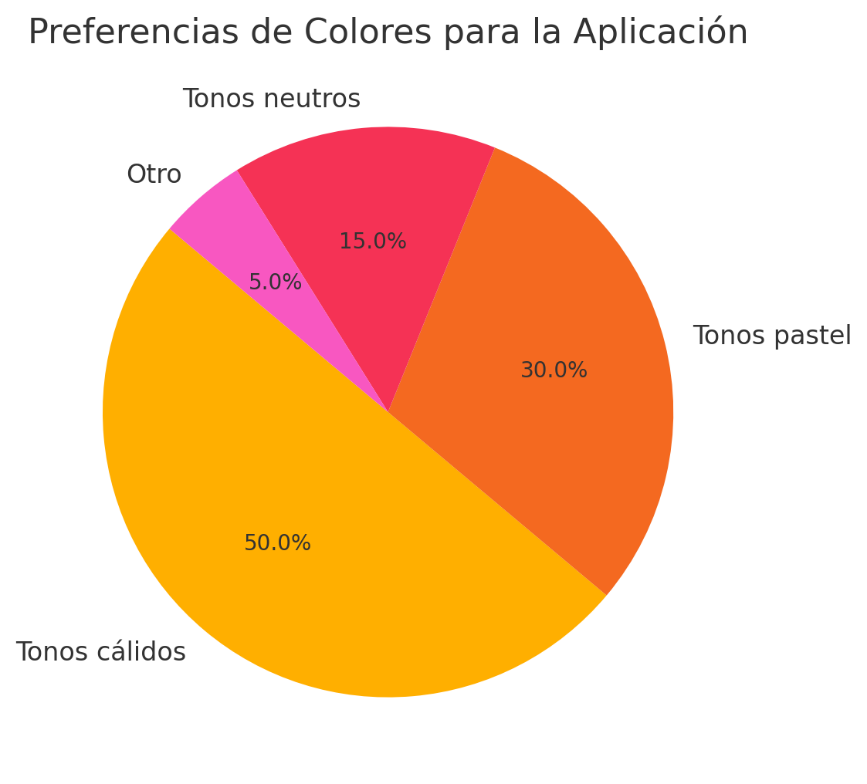 Preferencias de Colores para la Aplicación
Tonos neutros
Otro
15.0%
5.0%
Tonos pastel
30.0%
50.0%
Tonos cálidos